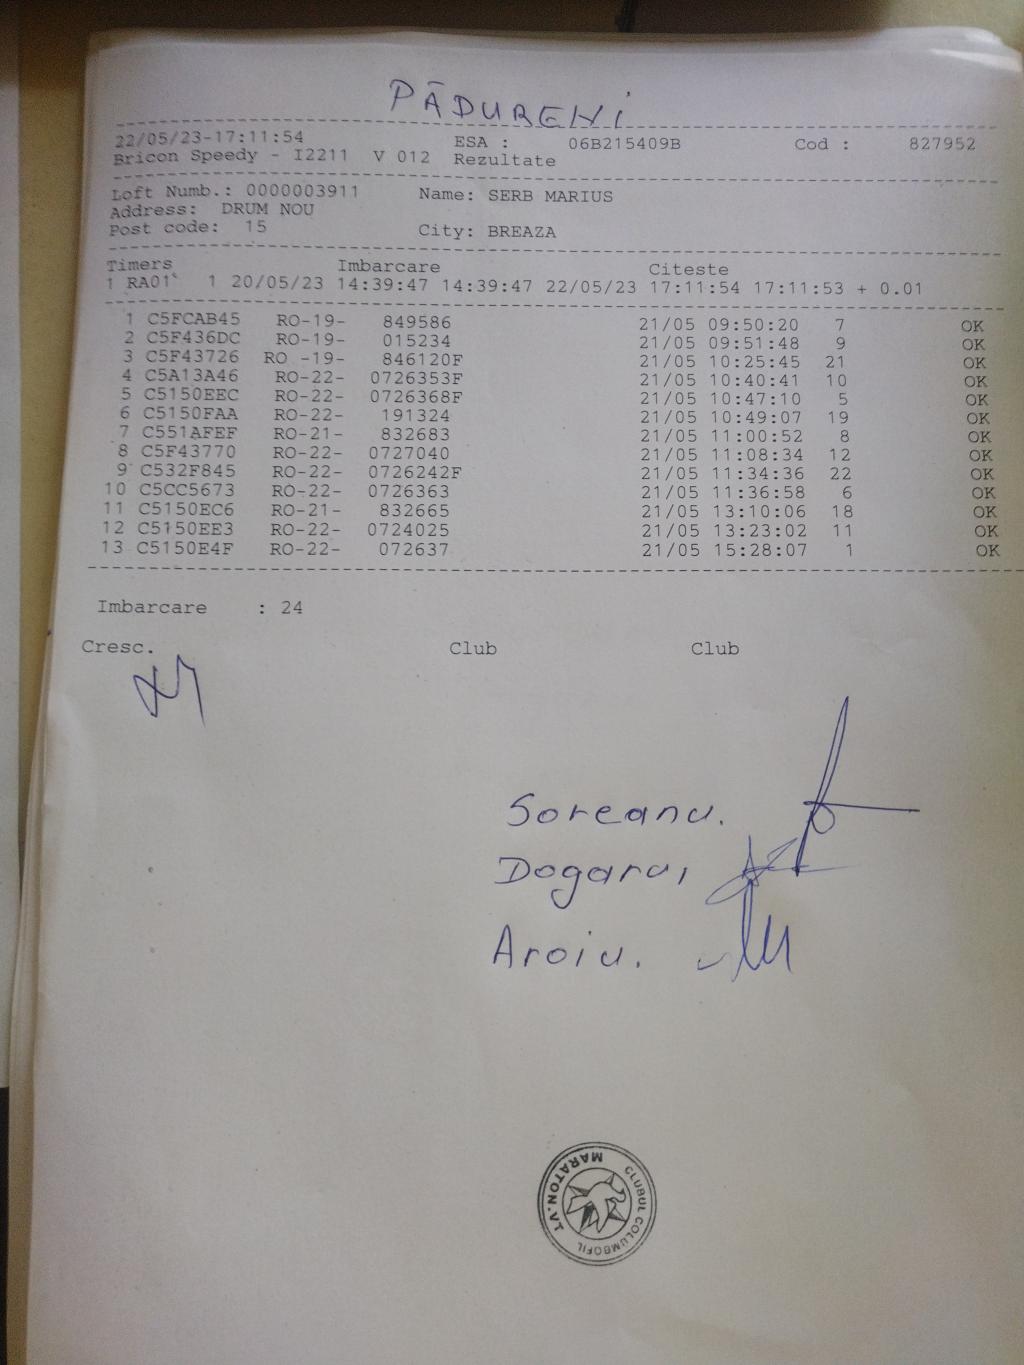 PĂDURENI
22/05/23-17:11:54 ESA : 06B215409B Cod : 827952
Bricon Speedy - I2211 V 012 Rezultate
Loft Numb.: 0000003911 Name: SERB MARIUS
Address: DRUM NOU
Post code: 15 City: BREAZA
Timers Imbarcare Citeste
1 RA01 1 20/05/23 14:39:47 14:39:47 22/05/23 17:11:54 17:11:53 + 0.01
1 C5FCAB45 RO-19- 849586 21/05 09:50:20 7 OK
2 C5F436DC RO-19- 015234 21/05 09:51:48 9 OK
3 C5F43726 RO -19- 846120F 21/05 10:25:45 21 OK
4 C5A13A46 RO-22- 0726353F 21/05 10:40:41 10 OK
5 C5150EEC RO-22- 0726368F 21/05 10:47:10 5 OK
6 C5150FAA RO-22- 191324 21/05 10:49:07 19 OK
7 C551AFEF RO-21- 832683 21/05 11:00:52 8 OK
8 C5F43770 RO-22- 0727040 21/05 11:08:34 12 OK
9 C532F845 RO-22- 0726242F 21/05 11:34:36 22 OK
10 C5CC5673 RO-22- 0726363 21/05 11:36:58 6 OK
11 C5150EC6 RO-21- 832665 21/05 13:10:06 18 OK
12 C5150EE3 RO-22- 0724025 21/05 13:23:02 11 OK
13 C5150E4F RO-22- 072637 21/05 15:28:07 1 OK
Imbarcare : 24
Cresc. Club Club
Soreanu.
Dogaru,
Aroiu.
CLUBUL COLUMBOFIL
MARATON.V.T